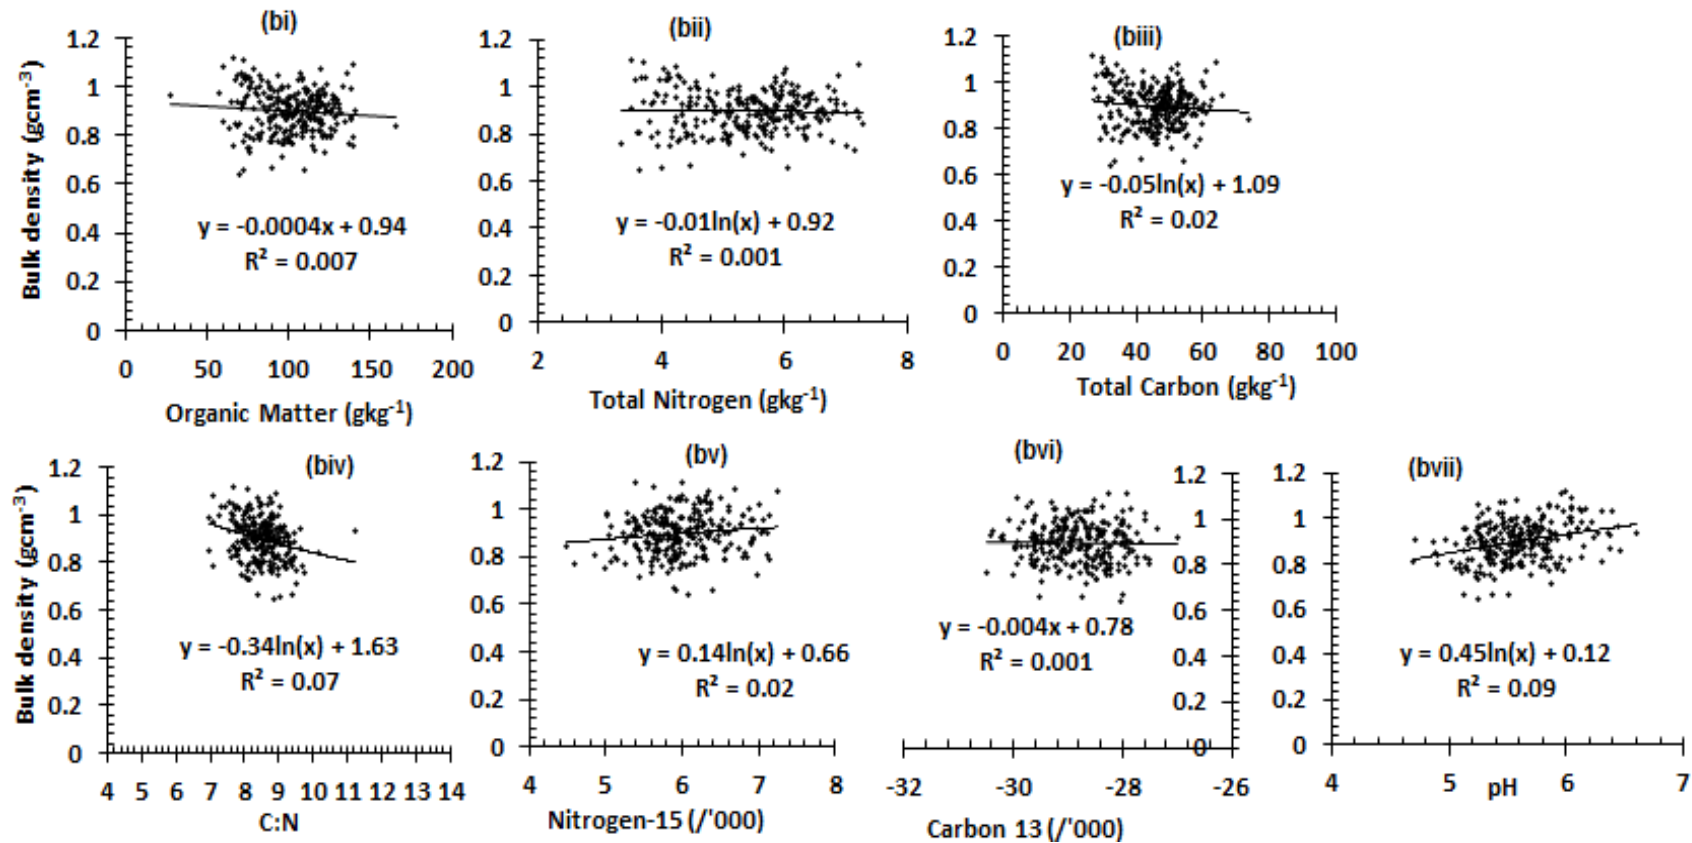 (bi)
1.2
1
0.8
0.6
0.4
0.2
0
Bulk density (gcm⁻³)
y = -0.0004x + 0.94
R² = 0.007
0 50 100 150 200
Organic Matter (gkg⁻¹)
(bii)
1.2
1
0.8
0.6
0.4
0.2
0
y = -0.01ln(x) + 0.92
R² = 0.001
2 4 6 8
Total Nitrogen (gkg⁻¹)
(biii)
1.2
1
0.8
0.6
0.4
0.2
0
y = -0.05ln(x) + 1.09
R² = 0.02
0 20 40 60 80 100
Total Carbon (gkg⁻¹)
(biv)
1.2
1
0.8
0.6
0.4
0.2
0
Bulk density (gcm⁻³)
y = -0.34ln(x) + 1.63
R² = 0.07
4 5 6 7 8 9 10 11 12 13 14
C:N
(bv)
1.2
1
0.8
0.6
0.4
0.2
0
y = 0.14ln(x) + 0.66
R² = 0.02
4 5 6 7 8
Nitrogen-15 (/'000)
(bvi)
1.2
1
0.8
0.6
0.4
0.2
0
y = -0.004x + 0.78
R² = 0.001
-32 -30 -28 -26
Carbon 13 (/'000)
(bvii)
1.2
1
0.8
0.6
0.4
0.2
0
y = 0.45ln(x) + 0.12
R² = 0.09
4 5 6 7
pH